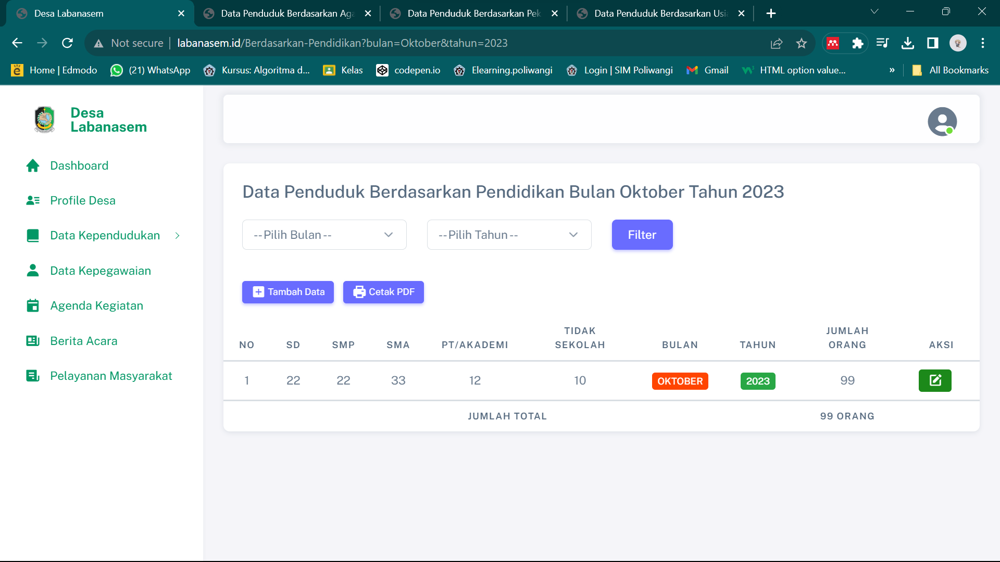 Desa Labanasem
Data Penduduk Berdasarkan Aga
Data Penduduk Berdasarkan Pek
Data Penduduk Berdasarkan Usi
Not secure
labanasem.id/Berdasarkan-Pendidikan?bulan=Oktober&tahun=2023
Home | Edmodo
(21) WhatsApp
Kursus: Algoritma d...
Kelas
codepen.io
Elearning.poliwangi
Login | SIM Poliwangi
Gmail
HTML option value...
»
All Bookmarks
Desa
Labanasem
Dashboard
Profile Desa
Data Kependudukan
Data Kepegawaian
Agenda Kegiatan
Berita Acara
Pelayanan Masyarakat
Data Penduduk Berdasarkan Pendidikan Bulan Oktober Tahun 2023
--Pilih Bulan--
--Pilih Tahun--
Filter
Tambah Data
Cetak PDF
NO SD SMP SMA PT/AKADEMI TIDAK SEKOLAH BULAN TAHUN JUMLAH ORANG AKSI
1 22 22 33 12 10 OKTOBER 2023 99
JUMLAH TOTAL 99 ORANG